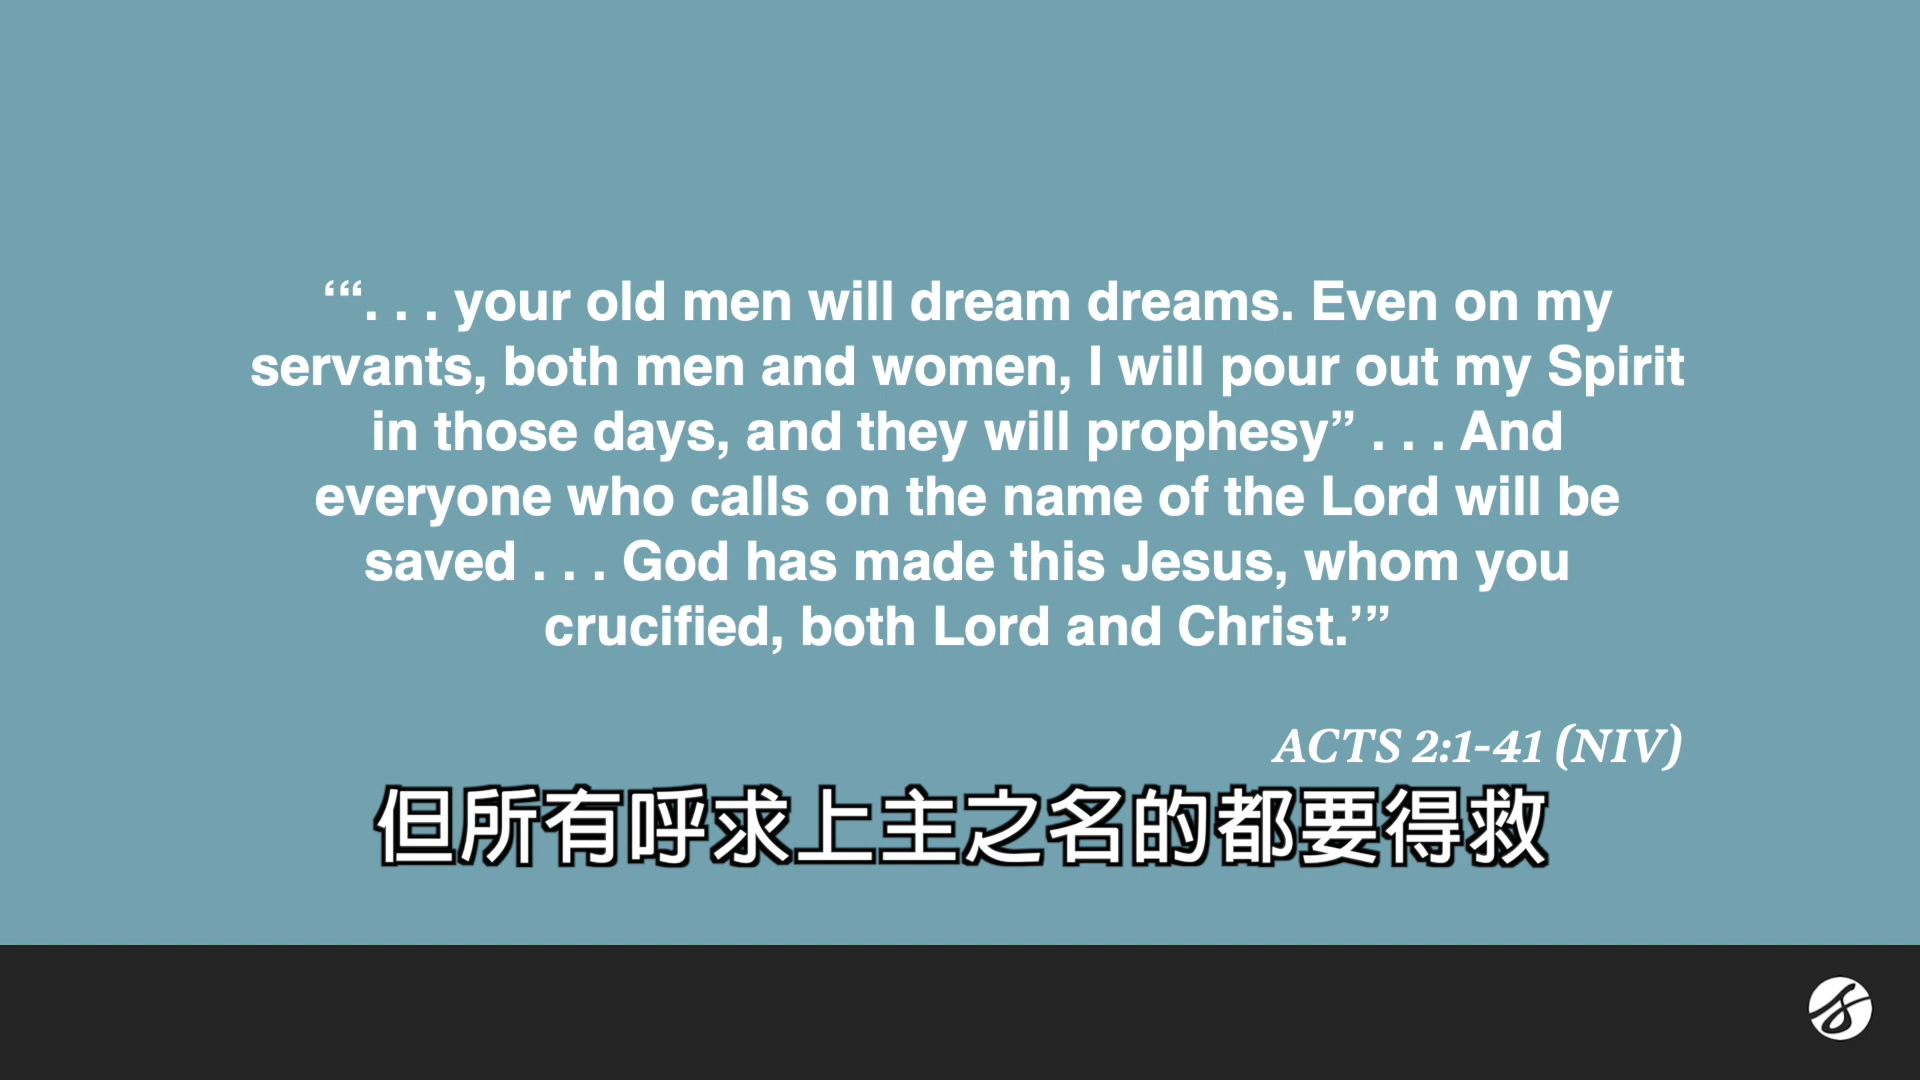 ‘“. . . your old men will dream dreams. Even on my
servants, both men and women, I will pour out my Spirit
in those days, and they will prophesy” . . . And
everyone who calls on the name of the Lord will be
saved . . . God has made this Jesus, whom you
crucified, both Lord and Christ.’”
ACTS 2:1-41 (NIV)
但所有呼求上主之名的都要得救